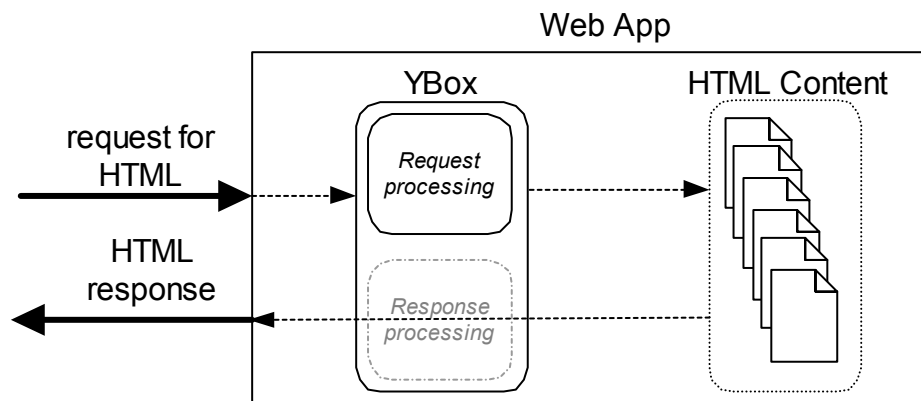 Web App
YBox
HTML Content
request for
HTML
Request
processing
HTML
response
Response
processing